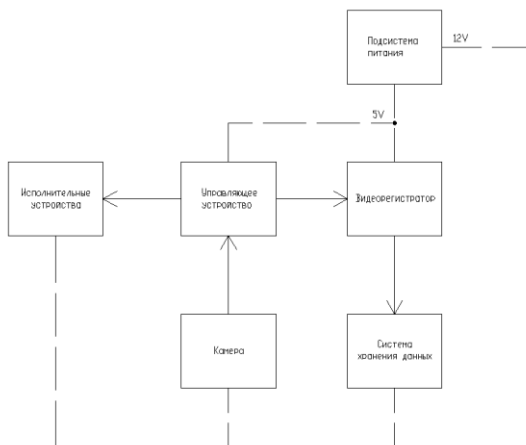 Подсистема
питания
12V
5V
Исполнительные
устройства
Управляющее
устройство
Видеорегистратор
Камера
Система
хранения данных